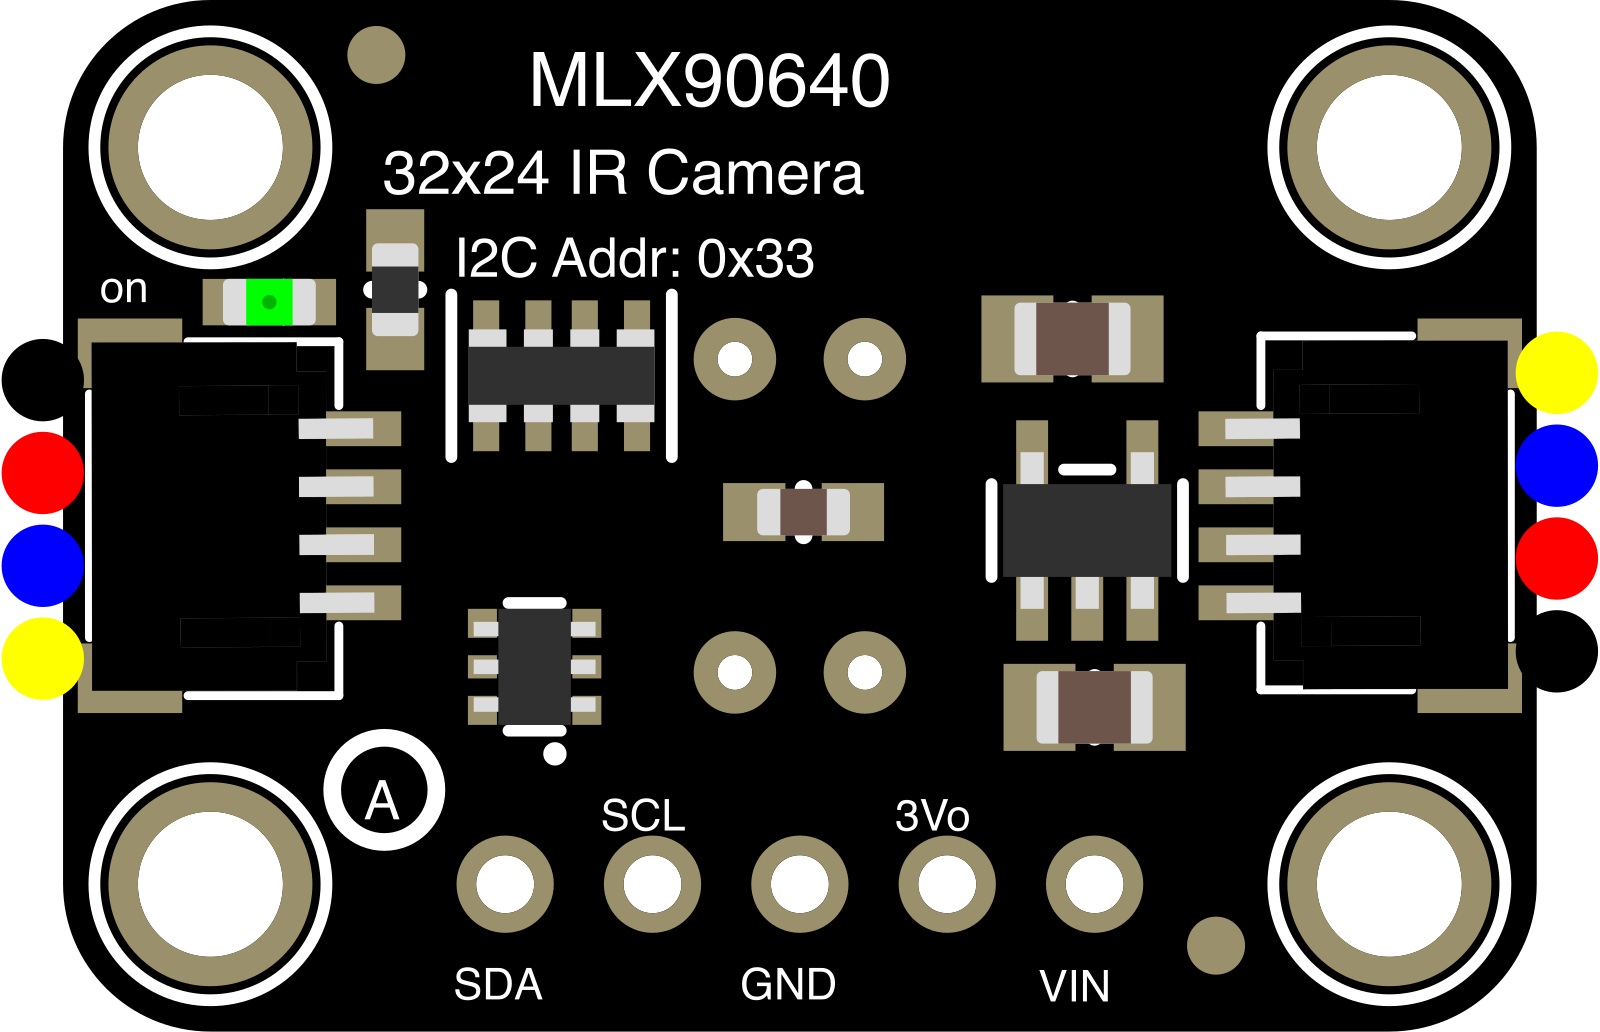 MLX90640
32x24 IR Camera
I2C Addr: 0x33
on
A
SCL
3Vo
SDA
GND
VIN